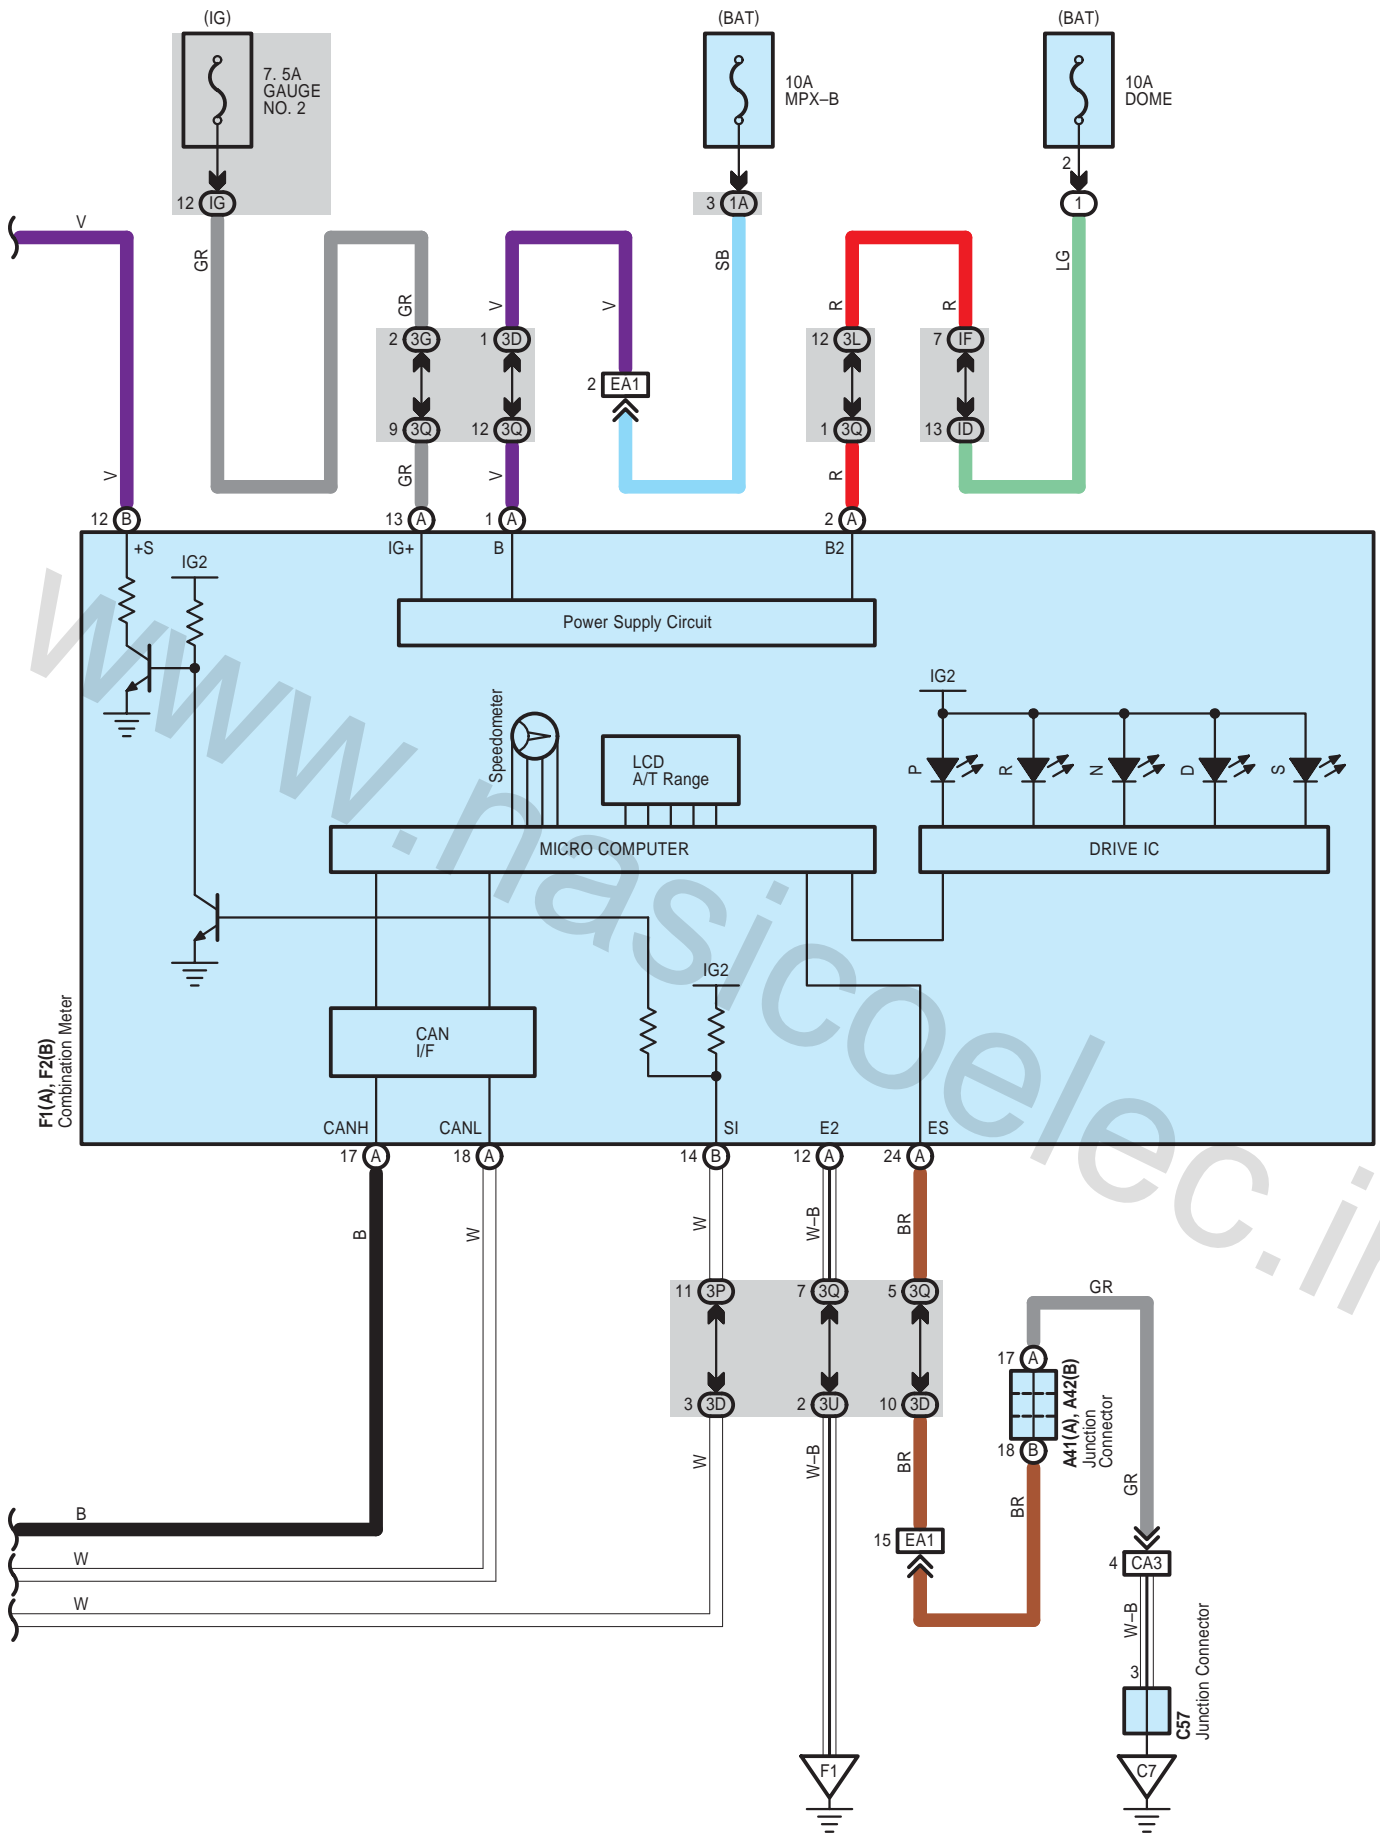 (IG)
(BAT)
(BAT)
7. 5A
GAUGE
NO. 2
10A
MPX–B
10A
DOME
2
12 IG
3 1A
1
V
GR
SB
LG
GR
V
V
R
R
2 3G
1 3D
12 3L
7 IF
2 EA1
9 3Q
12 3Q
1 3Q
13 ID
V
GR
V
R
12 B
13 A
1 A
2 A
+S
IG+
B
B2
IG2
Power Supply Circuit
IG2
Speedometer
LCD
A/T Range
P
R
N
D
S
MICRO COMPUTER
DRIVE IC
IG2
CAN
I/F
F1(A), F2(B)
Combination Meter
CANH
CANL
SI
E2
ES
17 A
18 A
14 B
12 A
24 A
B
W
W
W–B
BR
11 3P
7 3Q
5 3Q
GR
17 A
3 3D
2 3U
10 3D
A41(A), A42(B)
Junction
Connector
18 B
W
W–B
BR
BR
GR
B
15 EA1
4 CA3
W
W
W–B
3
C57
Junction Connector
F1
C7
www.nasicoelec.ir